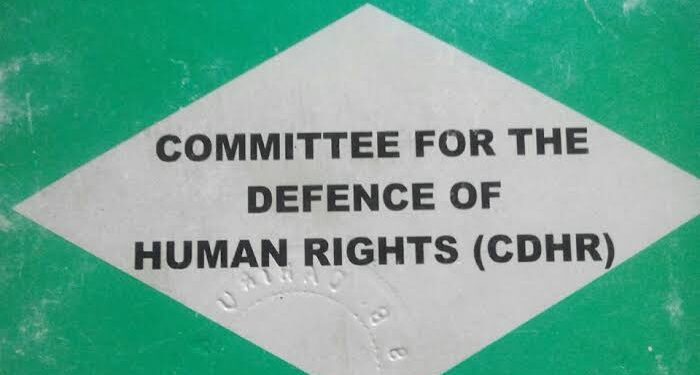 COMMITTEE FOR THE
DEFENCE OF
HUMAN RIGHTS (CDHR)